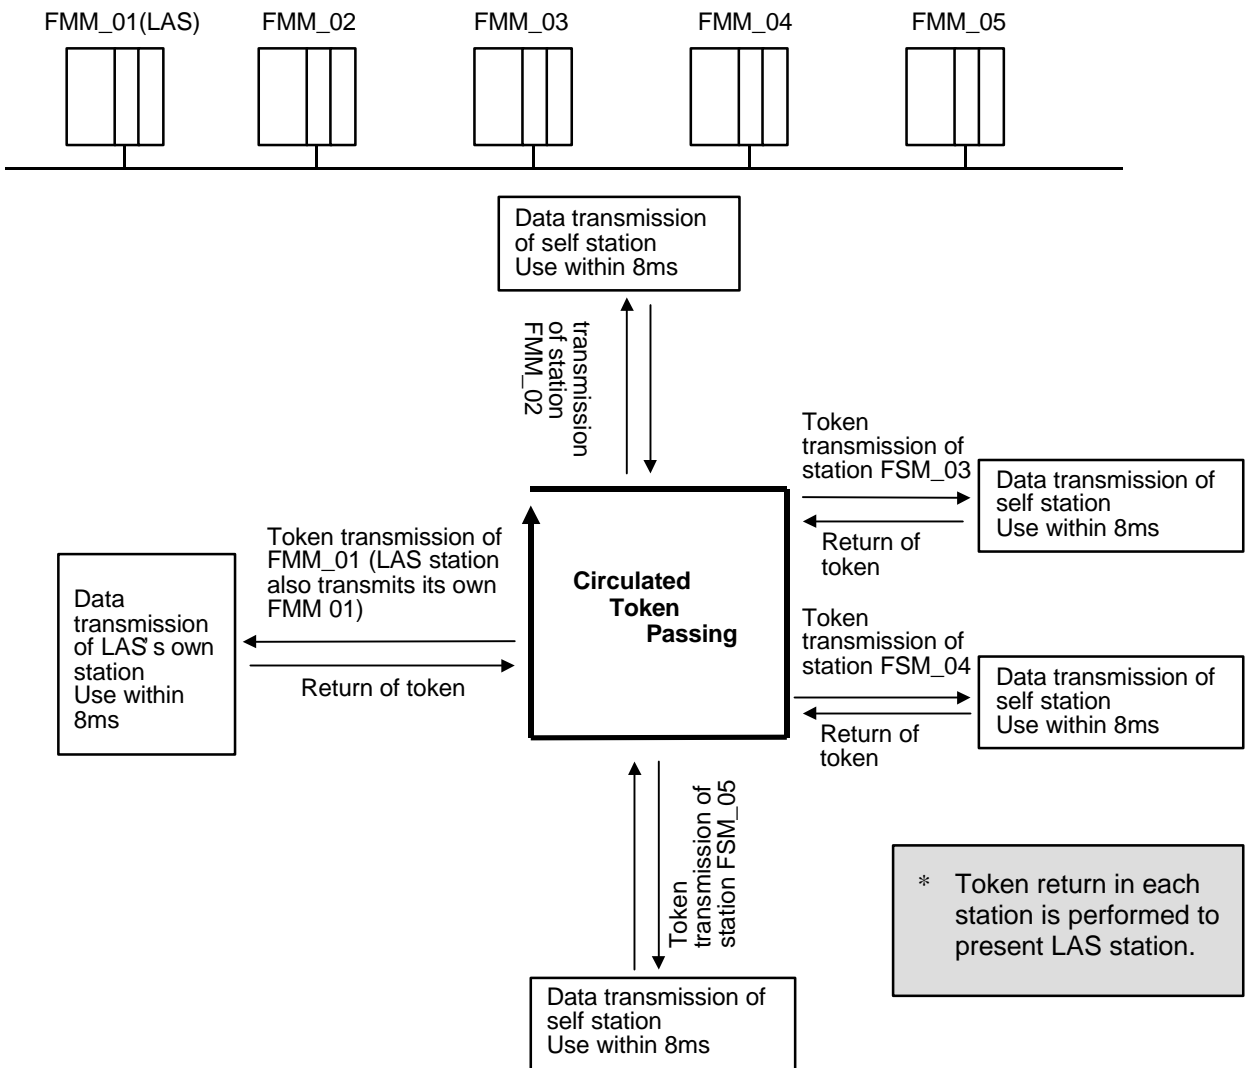 FMM_01(LAS)
FMM_02
FMM_03
FMM_04
FMM_05
Data transmission
of self station
Use within 8ms
transmission
of station
FMM_02
Token
transmission of
station FSM_03
Data transmission of
self station
Use within 8ms
Return of
token
Token transmission of
FMM_01 (LAS station
also transmits its own
FMM 01)
Data
transmission
of LAS's own
station
Use within
8ms
Return of token
Circulated
Token
Passing
Token
transmission of
station FSM_04
Data transmission of
self station
Use within 8ms
Return of
token
Token
transmission of
station FSM_05
* Token return in each
station is performed to
present LAS station.
Data transmission of
self station
Use within 8ms